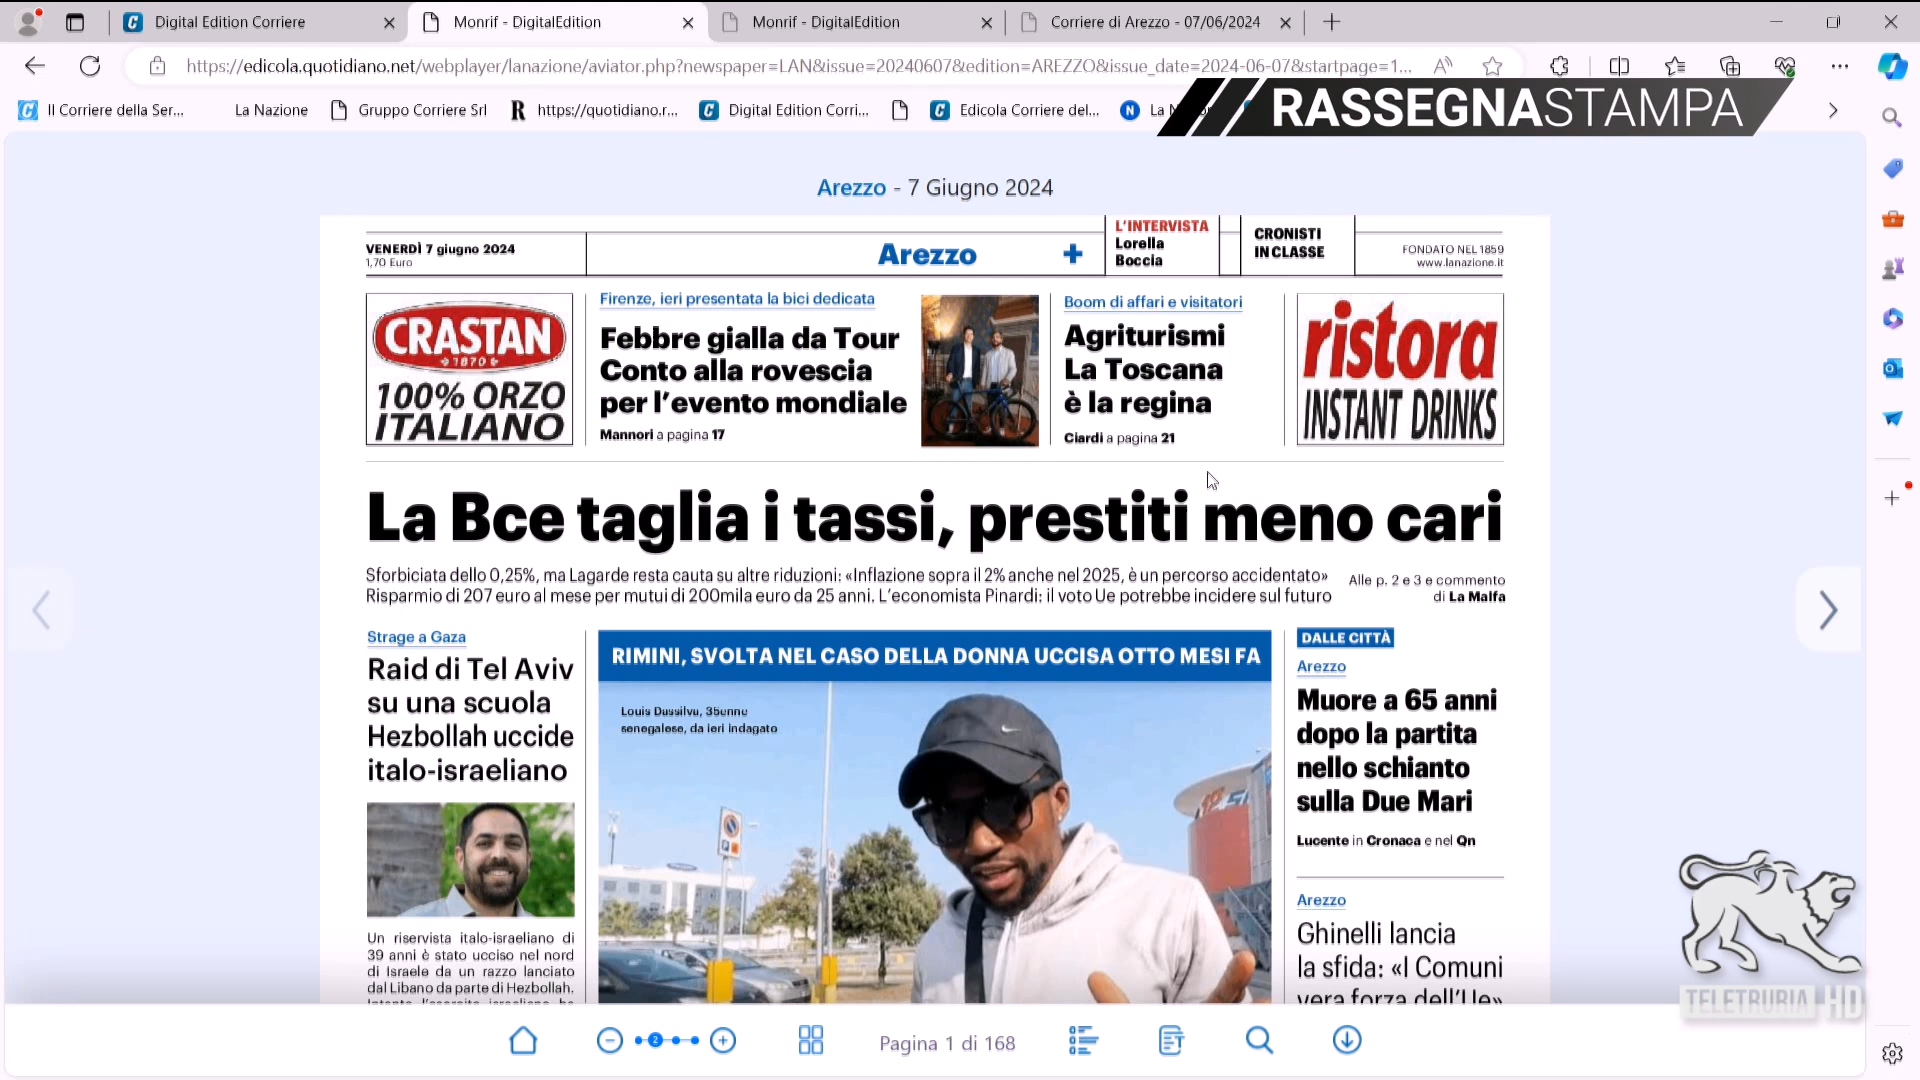 Digital Edition Corriere
Monrif - DigitalEdition
Monrif - DigitalEdition
Corriere di Arezzo - 07/06/2024
https://edicola.quotidiano.net/webplayer/lanazione/aviator.php?newspaper=LAN&issue=20240607&edition=AREZZO&issue_date=2024-06-07&startpage=1...
Il Corriere della Ser...
La Nazione
Gruppo Corriere Srl
https://quotidiano.r...
Digital Edition Corri...
Edicola Corriere del...
RASSEGNASTAMPA
Arezzo - 7 Giugno 2024
VENERDÌ 7 giugno 2024
1,70 Euro
Arezzo
+
L'INTERVISTA
Lorella
Boccia
CRONISTI
IN CLASSE
FONDATO NEL 1859
www.lanazione.it
CRASTAN
1870
100% ORZO
ITALIANO
Firenze, ieri presentata la bici dedicata
Febbre gialla da Tour
Conto alla rovescia
per l'evento mondiale
Mannori a pagina 17
Boom di affari e visitatori
Agriturismi
La Toscana
è la regina
Ciardi a pagina 21
ristora
INSTANT DRINKS
La Bce taglia i tassi, prestiti meno cari
Sforbiciata dello 0,25%, ma Lagarde resta cauta su altre riduzioni: «Inflazione sopra il 2% anche nel 2025, è un percorso accidentato»
Risparmio di 207 euro al mese per mutui di 200mila euro da 25 anni. L'economista Pinardi: il voto Ue potrebbe incidere sul futuro
Alle p. 2 e 3 e commento
di La Malfa
Strage a Gaza
Raid di Tel Aviv
su una scuola
Hezbollah uccide
italo-israeliano
Un riservista italo-israeliano di
39 anni è stato ucciso nel nord
di Israele da un razzo lanciato
dal Libano da parte di Hezbollah.
RIMINI, SVOLTA NEL CASO DELLA DONNA UCCISA OTTO MESI FA
Louis Dassilva, 35enne
senegalese, da ieri indagato
DALLE CITTÀ
Arezzo
Muore a 65 anni
dopo la partita
nello schianto
sulla Due Mari
Lucente in Cronaca e nel Qn
Arezzo
Ghinelli lancia
la sfida: «I Comuni
vera forza dell'Ue»
TELETRURIA HD
2
Pagina 1 di 168